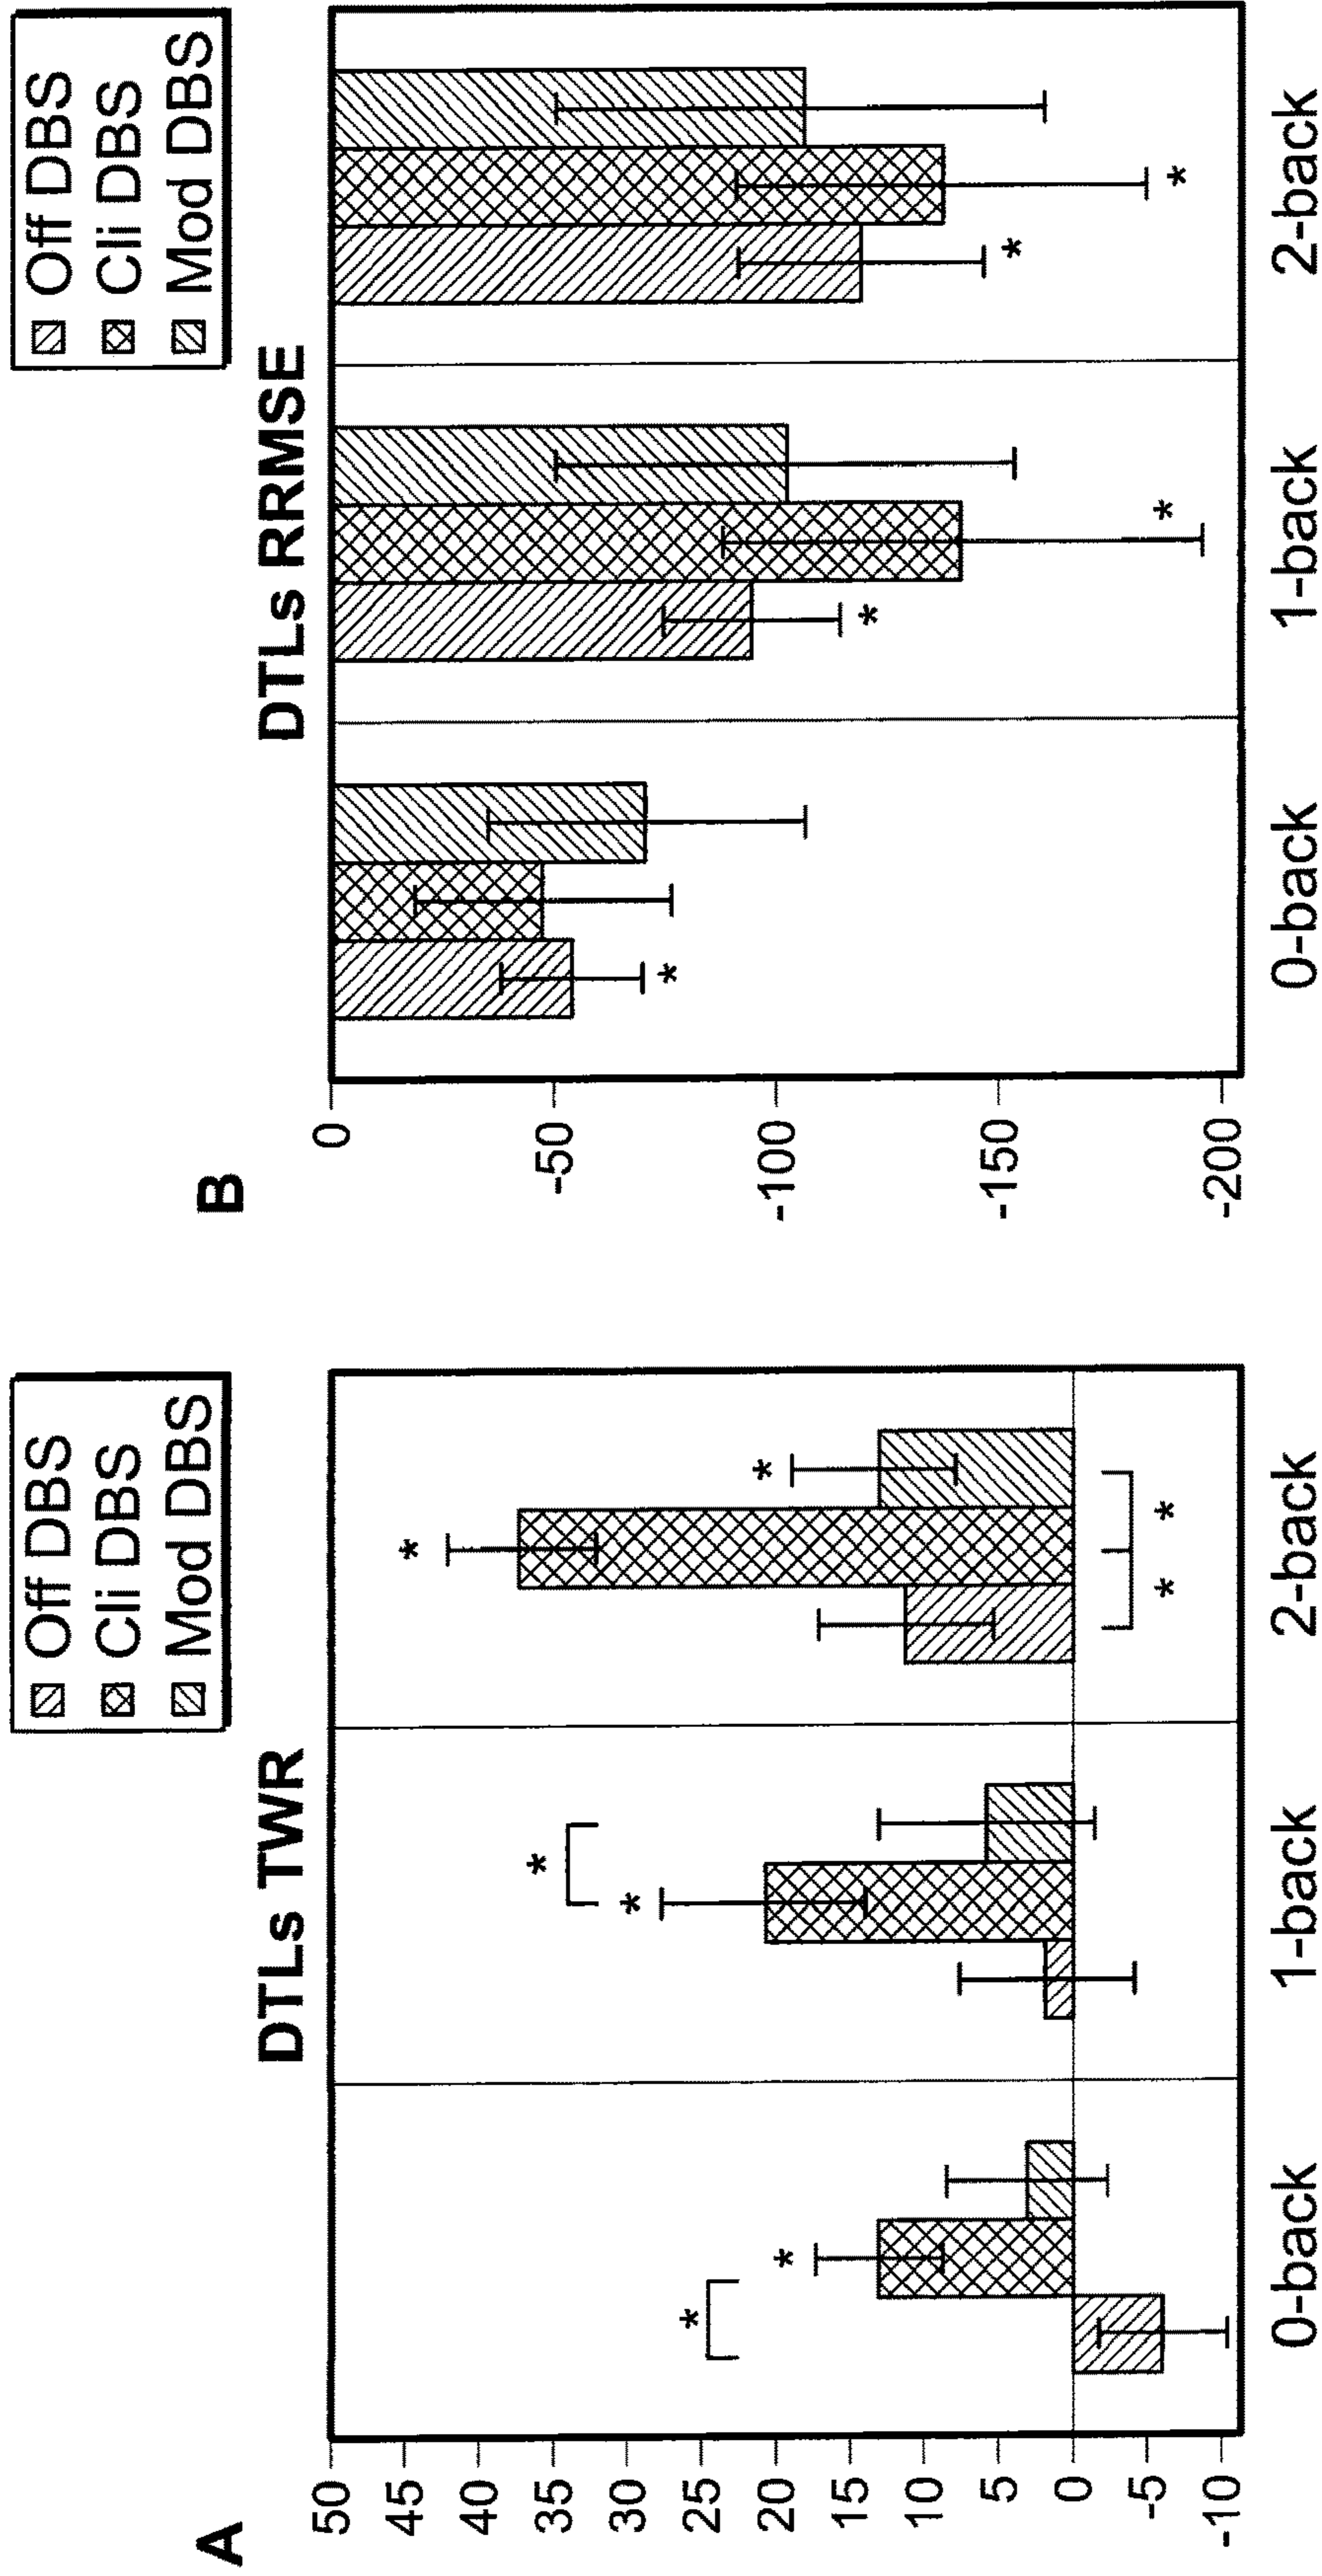 A
Off DBS
Cli DBS
Mod DBS
DTLs TWR
50
45
40
35
30
25
20
15
10
5
0
-5
-10
*
*
*
*
*
*
*
*
0-back
1-back
2-back
B
Off DBS
Cli DBS
Mod DBS
DTLs RRMSE
0
-50
-100
-150
-200
*
*
*
*
*
0-back
1-back
2-back